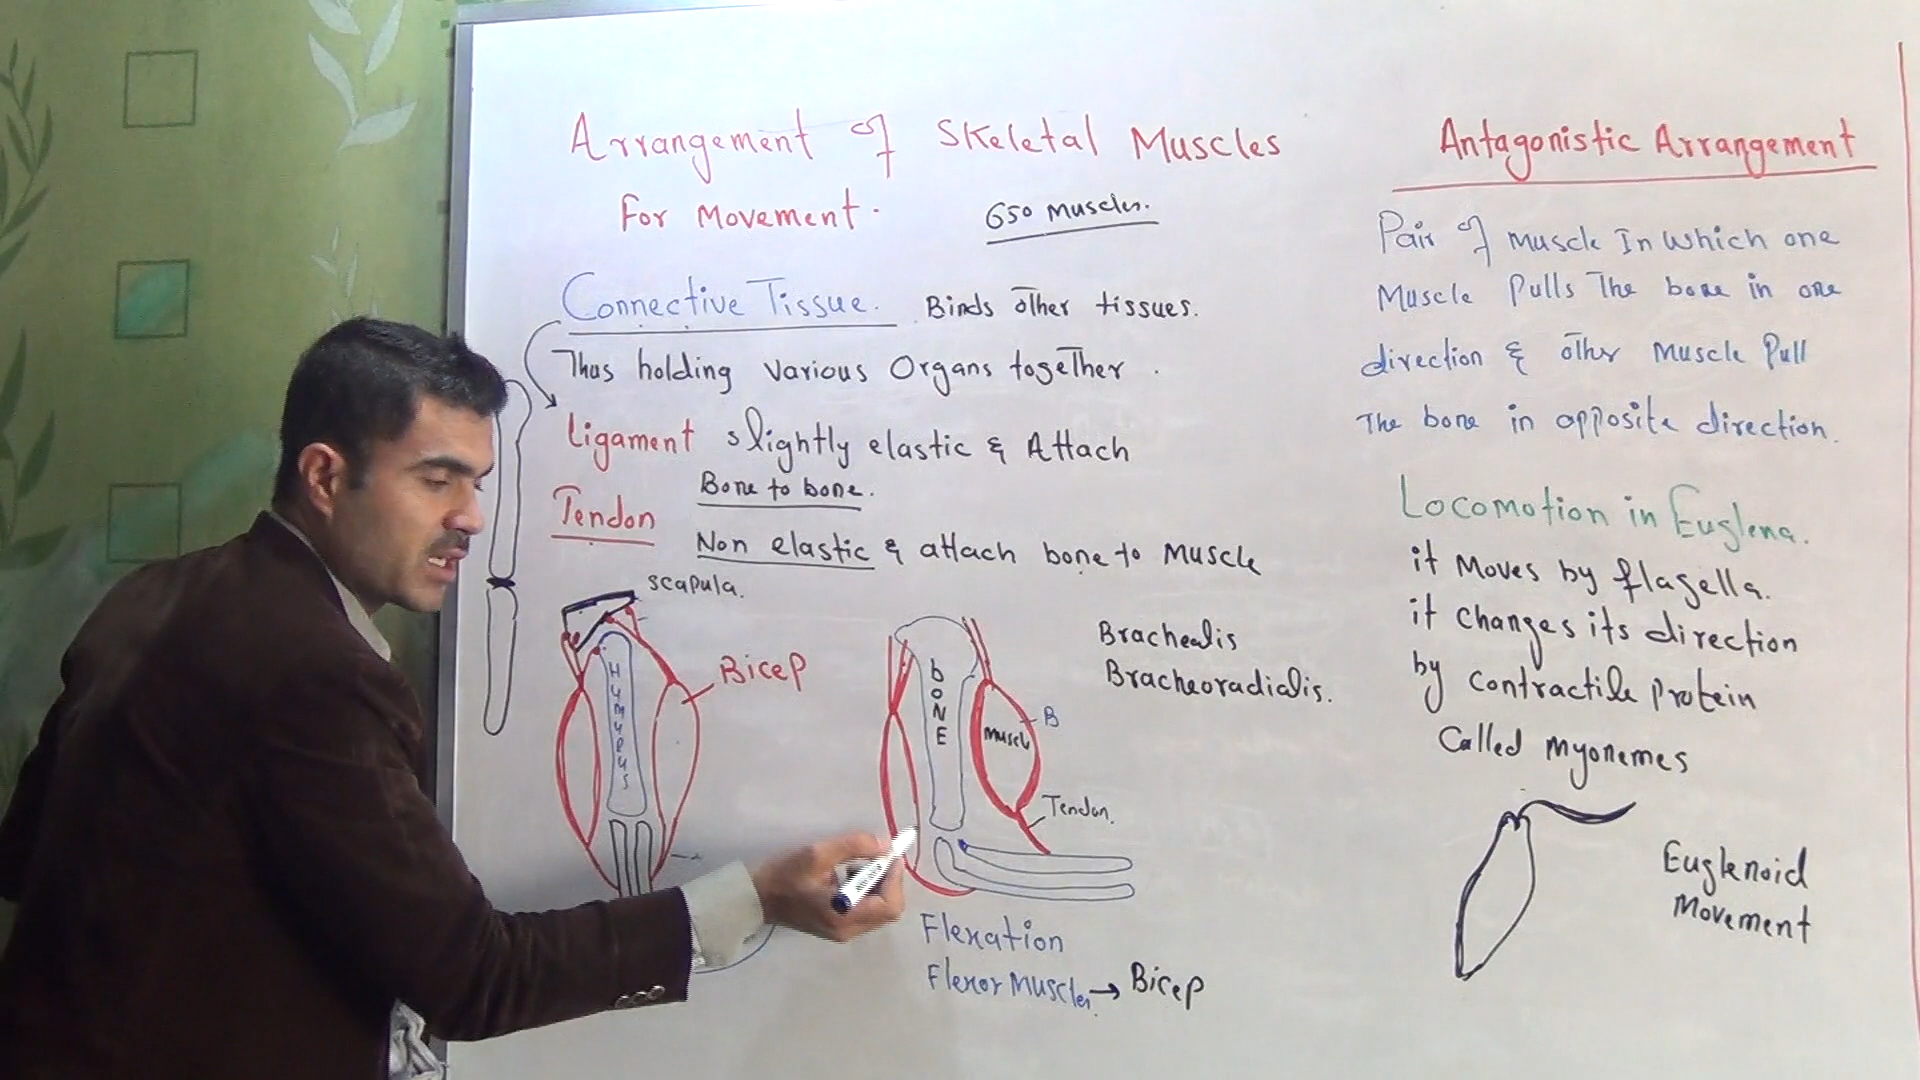 Arrangement of Skeletal Muscles
For Movement.
650 Muscles.
Connective Tissue. Binds other tissues.
Thus holding various Organs together.
Ligament slightly elastic & Attach
Bone to bone.
Tendon
Non elastic & attach bone to Muscle
Scapula.
Humurus
Bicep
bONE
Muscle
B
Tendon.
Brachealis
Bracheoradialis.
Flexation
Flexor Muscles → Bicep
Antagonistic Arrangement
Pair of Muscle In which one
Muscle Pulls The bone in one
direction & other Muscle Pull
The bone in opposite direction.
Locomotion in Euglena.
it Moves by flagella.
it changes its direction
by contractile protein
Called Myonemes
Euglenoid
Movement